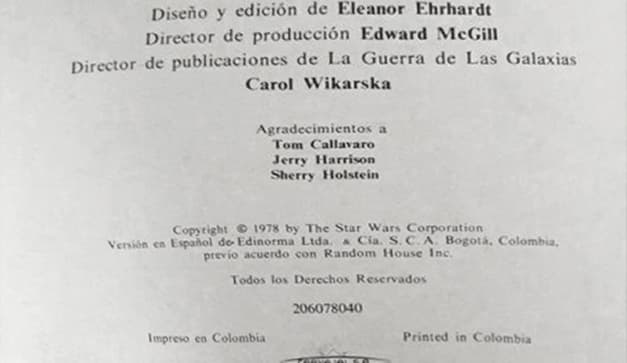 Diseño y edición de Eleanor Ehrhardt
Director de producción Edward McGill
Director de publicaciones de La Guerra de Las Galaxias
Carol Wikarska
Agradecimientos a
Tom Callavaro
Jerry Harrison
Sherry Holstein
Copyright © 1978 by The Star Wars Corporation
Versión en Español de Edinorma Ltda. & Cía. S. C. A. Bogotá, Colombia,
previo acuerdo con Random House Inc.
Todos los Derechos Reservados
206078040
Impreso en Colombia Printed in Colombia